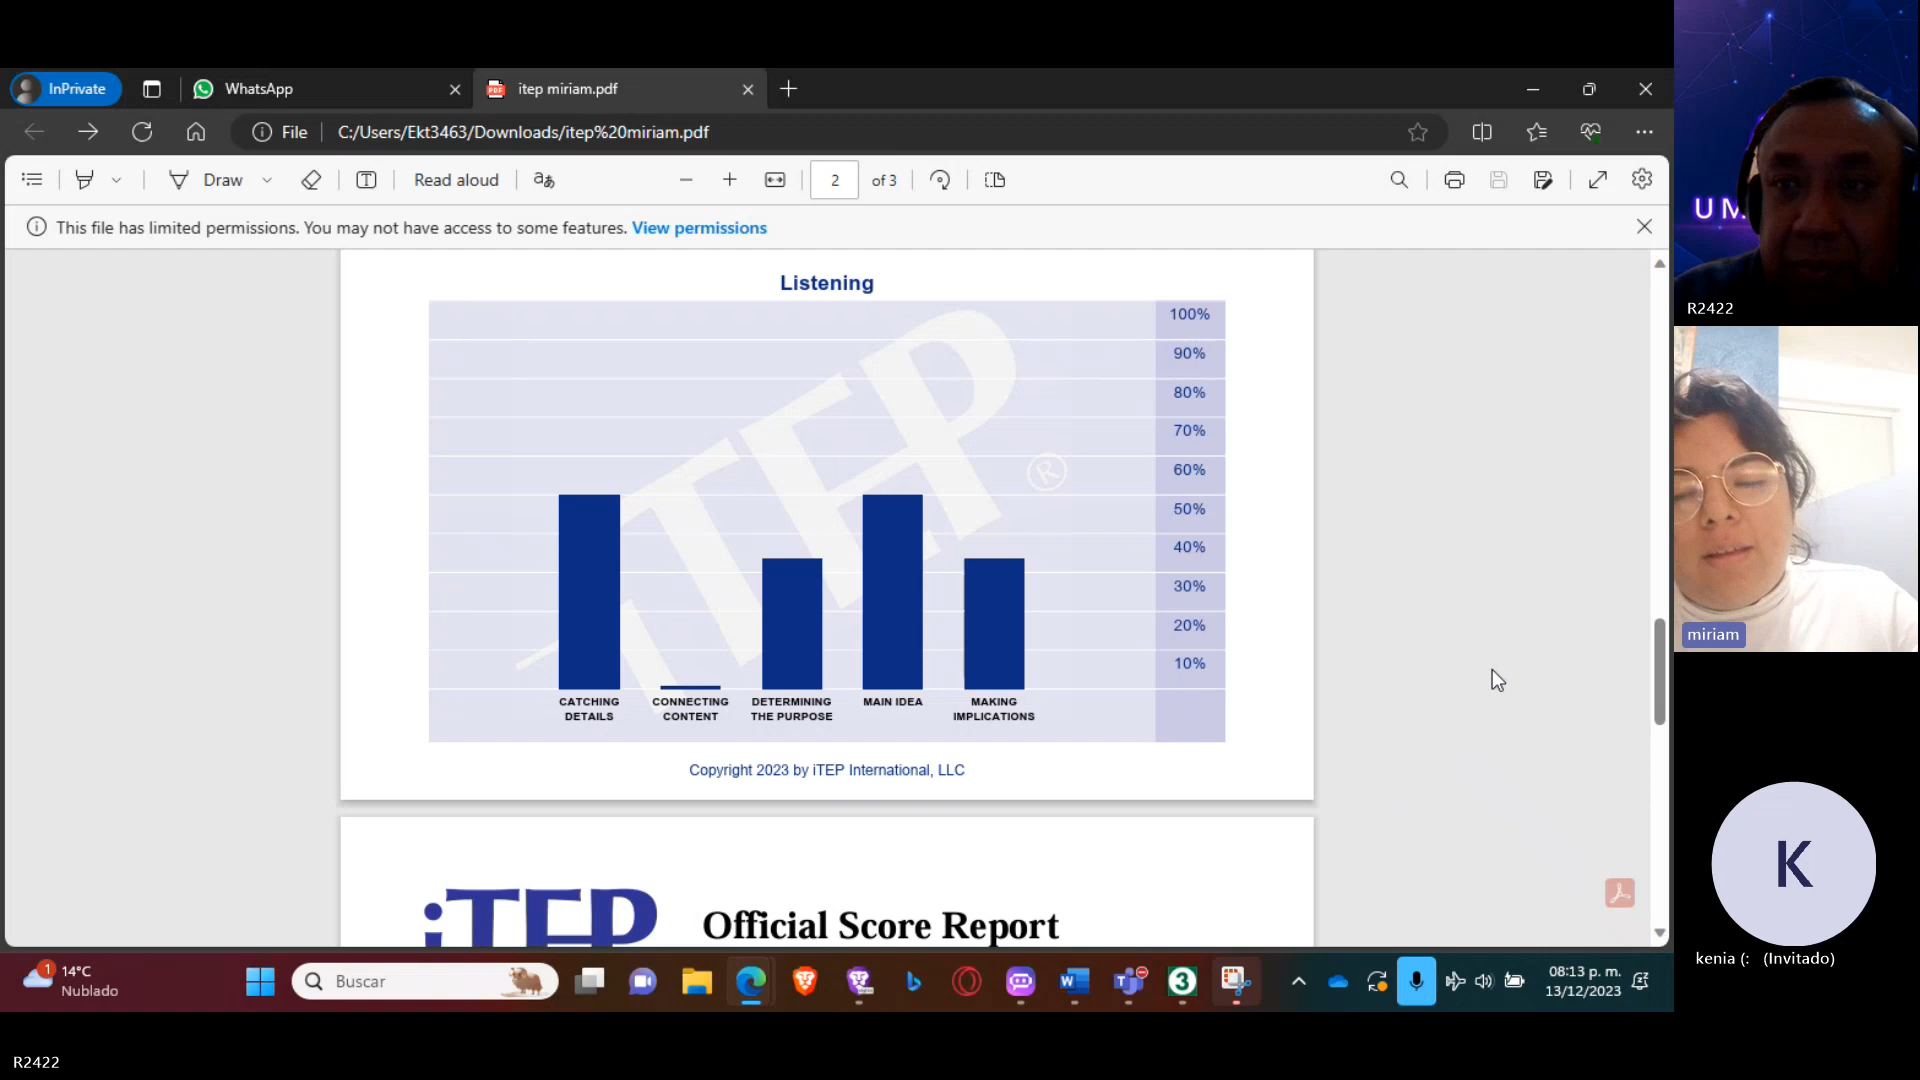 InPrivate
WhatsApp
itep miriam.pdf
File
C:/Users/Ekt3463/Downloads/itep%20miriam.pdf
Draw
Read aloud
2
of 3
This file has limited permissions. You may not have access to some features. View permissions
Listening
iTEP
®
100%
90%
80%
70%
60%
50%
40%
30%
20%
10%
CATCHING DETAILS
CONNECTING CONTENT
DETERMINING THE PURPOSE
MAIN IDEA
MAKING IMPLICATIONS
Copyright 2023 by iTEP International, LLC
iTEP
Official Score Report
1
14°C
Nublado
Buscar
3
08:13 p. m.
13/12/2023
UM
R2422
miriam
K
kenia (: (Invitado)
R2422